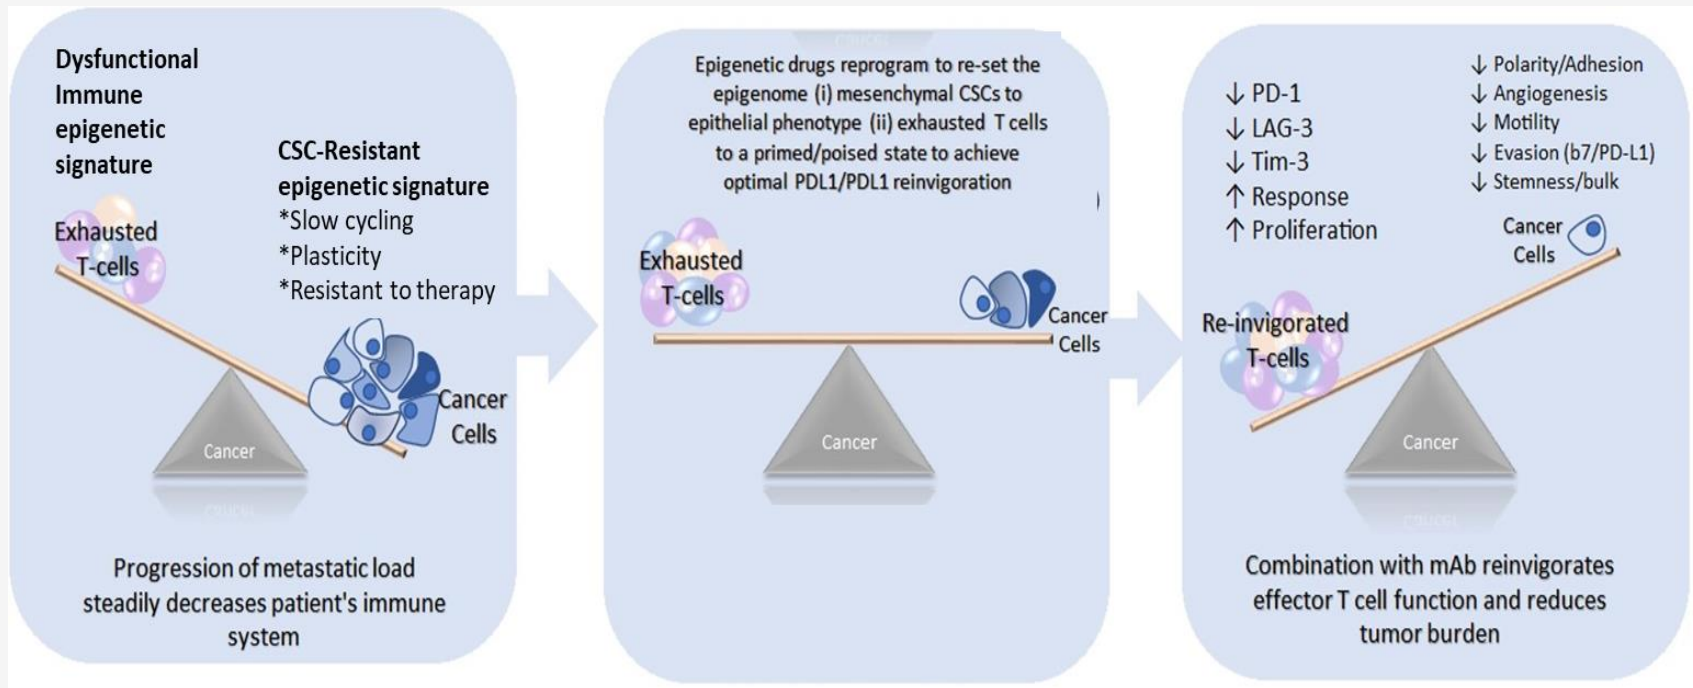 Dysfunctional
Immune
epigenetic
signature
CSC-Resistant
epigenetic signature
*Slow cycling
*Plasticity
*Resistant to therapy
Exhausted
T-cells
Cancer
Cells
Cancer
Progression of metastatic load
steadily decreases patient's immune
system
Epigenetic drugs reprogram to re-set the
epigenome (i) mesenchymal CSCs to
epithelial phenotype (ii) exhausted T cells
to a primed/poised state to achieve
optimal PDL1/PDL1 reinvigoration
)
Exhausted
T-cells
Cancer
Cells
Cancer
↓ PD-1
↓ LAG-3
↓ Tim-3
↑ Response
↑ Proliferation
↓ Polarity/Adhesion
↓ Angiogenesis
↓ Motility
↓ Evasion (b7/PD-L1)
↓ Stemness/bulk
Cancer
Cells
Re-invigorated
T-cells
Cancer
Combination with mAb reinvigorates
effector T cell function and reduces
tumor burden